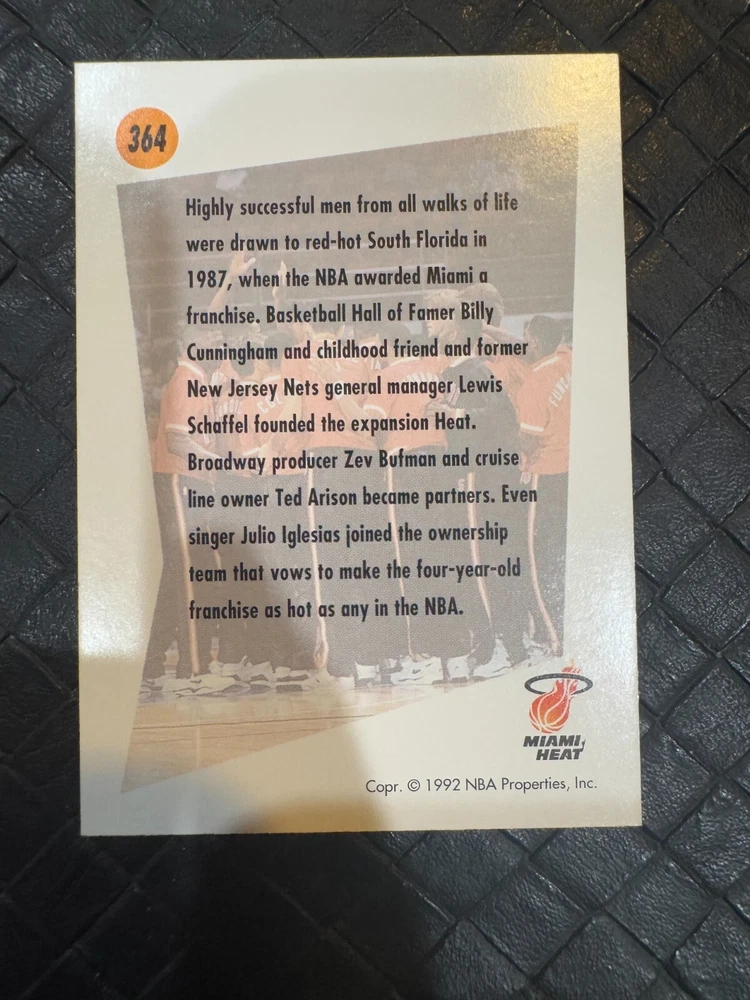 364
Highly successful men from all walks of life
were drawn to red-hot South Florida in
1987, when the NBA awarded Miami a
franchise. Basketball Hall of Famer Billy
Cunningham and childhood friend and former
New Jersey Nets general manager Lewis
Schaffel founded the expansion Heat.
Broadway producer Zev Bufman and cruise
line owner Ted Arison became partners. Even
singer Julio Iglesias joined the ownership
team that vows to make the four-year-old
franchise as hot as any in the NBA.
MIAMI
HEAT
Copr. © 1992 NBA Properties, Inc.